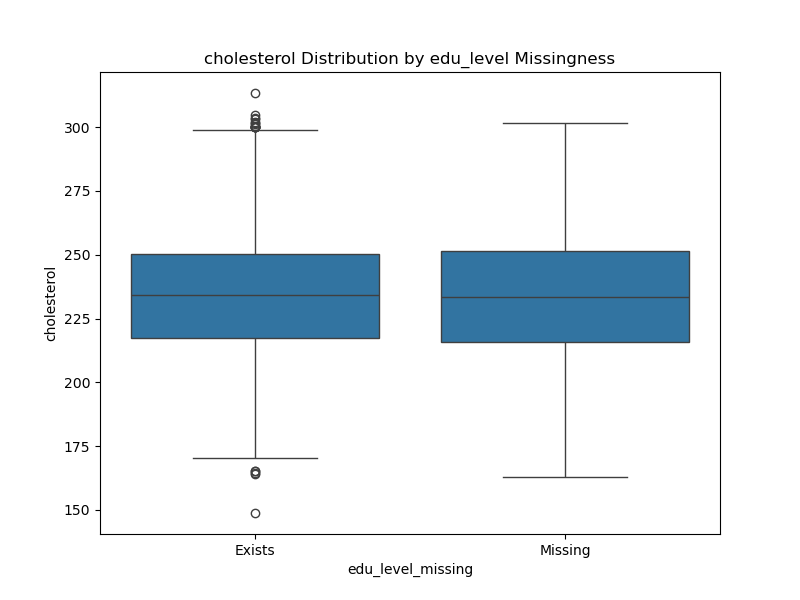 cholesterol Distribution by edu_level Missingness
cholesterol
300
275
250
225
200
175
150
Exists
Missing
edu_level_missing